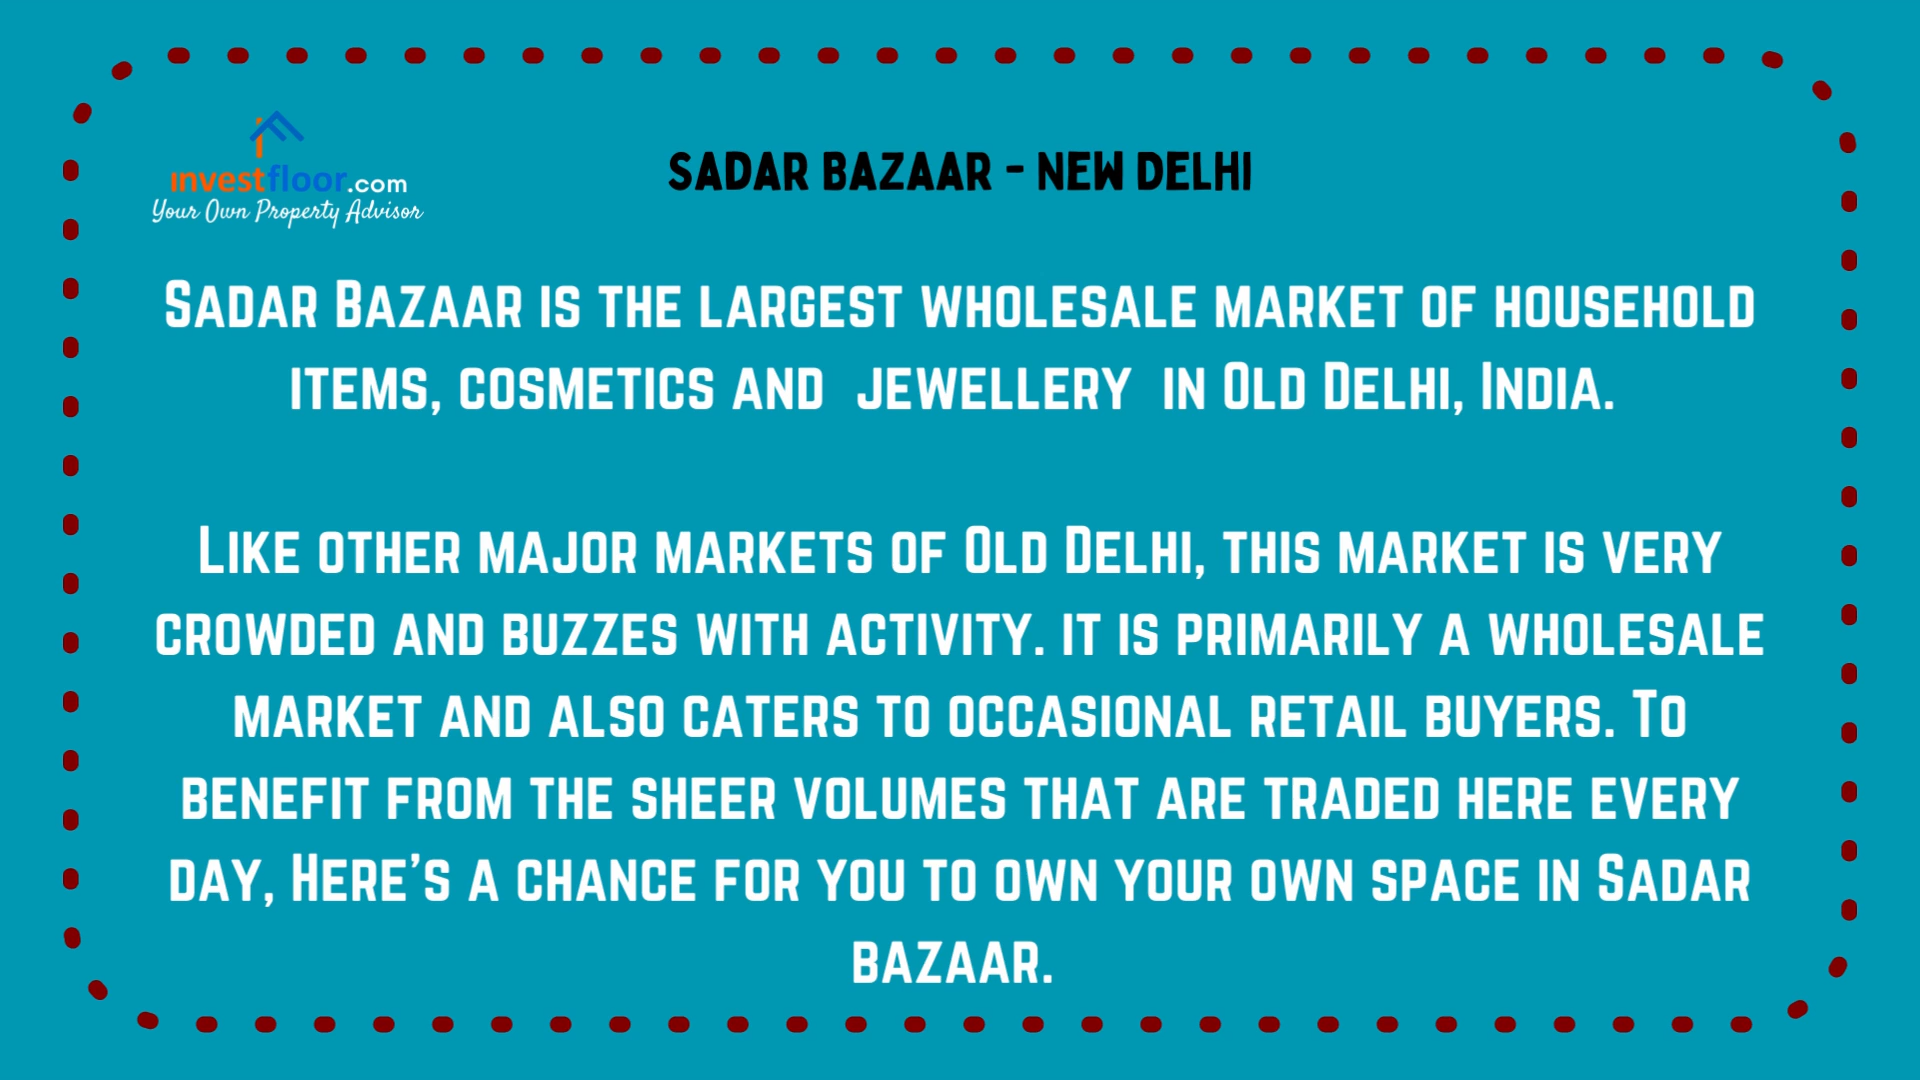 investfloor.com
Your Own Property Advisor
SADAR BAZAAR - NEW DELHI
Sadar Bazaar is the largest wholesale market of household
items, cosmetics and jewellery in Old Delhi, India.
Like other major markets of Old Delhi, this market is very
crowded and buzzes with activity. it is primarily a wholesale
market and also caters to occasional retail buyers. To
benefit from the sheer volumes that are traded here every
day, Here's a chance for you to own your own space in Sadar
bazaar.